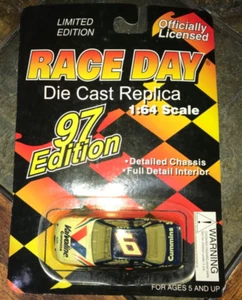 LIMITED
EDITION
Officially
Licensed
RACE DAY
Die Cast Replica
1:64 Scale
97
Edition
• Detailed Chassis
• Full Detail Interior
Valvoline
6
Cummins
WARNING
FOR AGES 5 AND UP